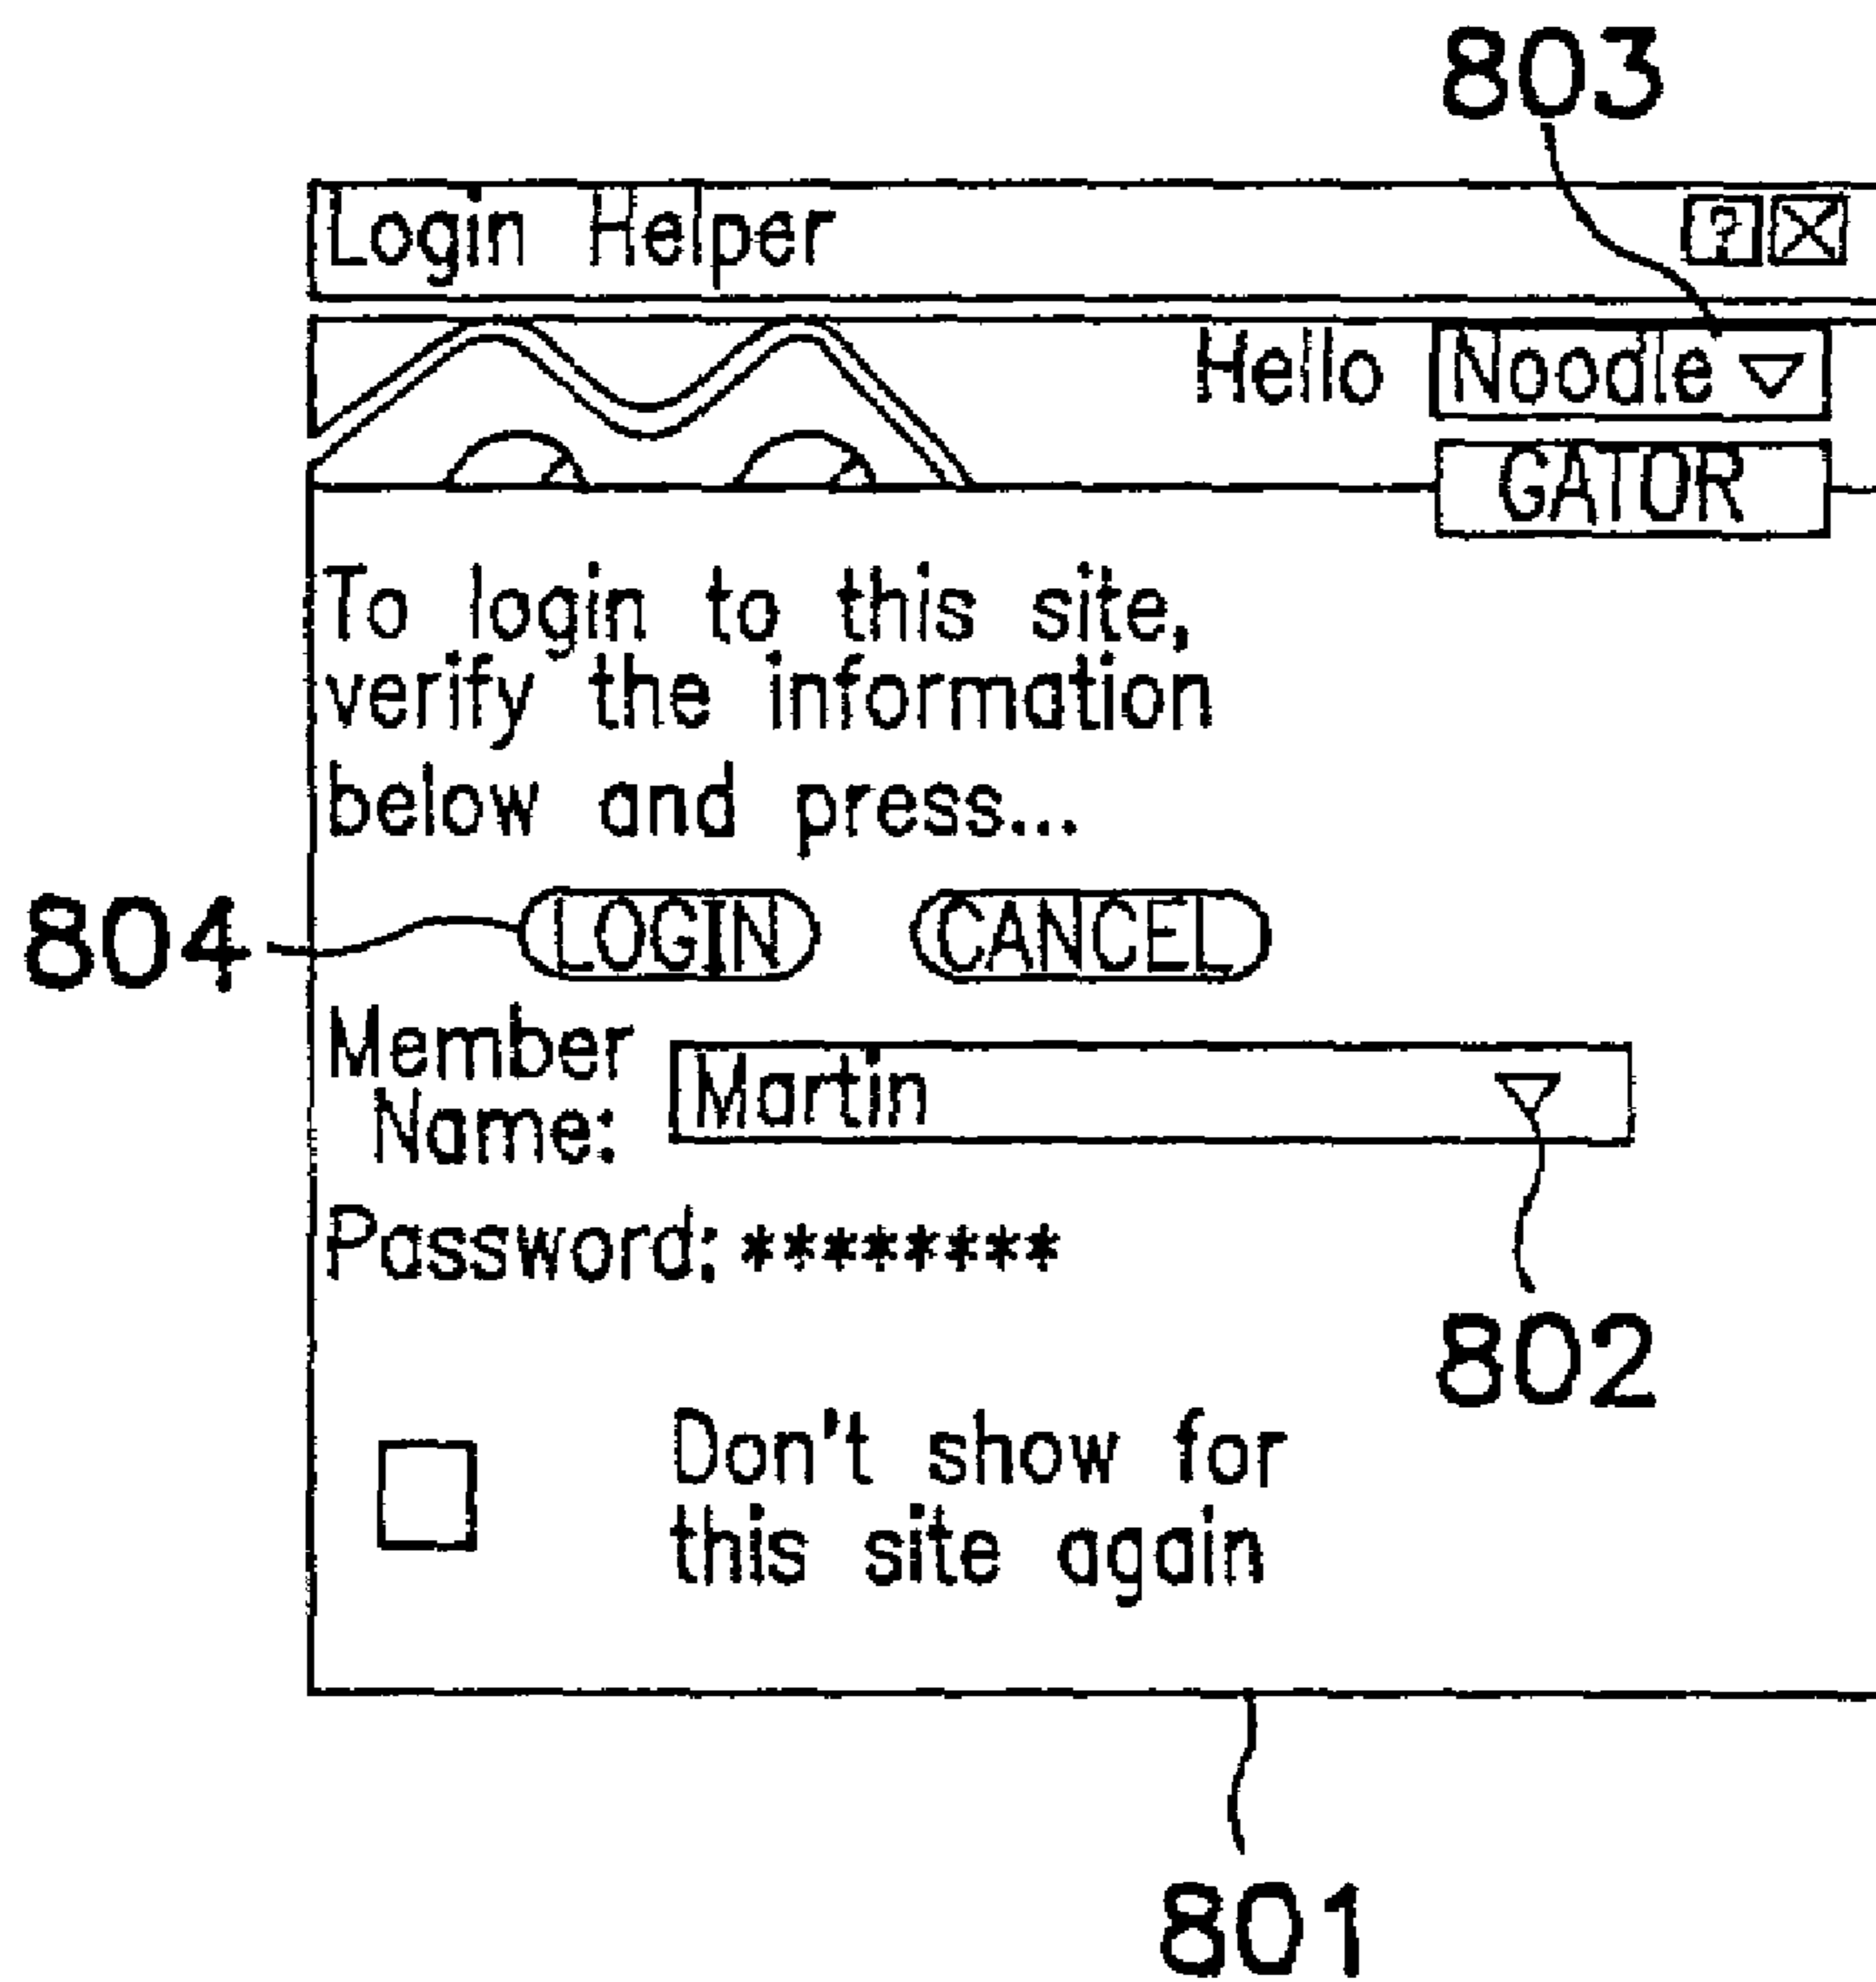 803
Login Helper ? X
Hello Noodle
GATOR
To login to this site,
verify the information
below and press...
804 LOGIN CANCEL
Member
Name: Martin
Password: ********
802
Don't show for
this site again
801